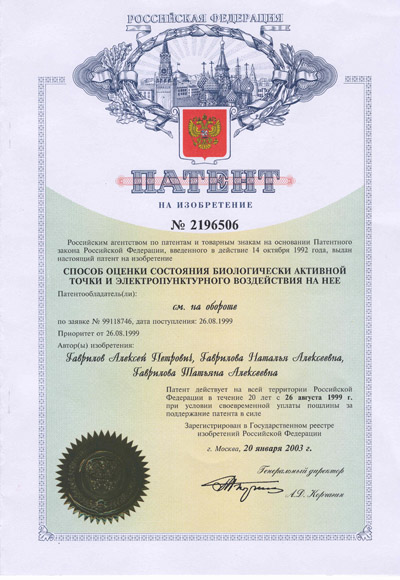 РОССИЙСКАЯ ФЕДЕРАЦИЯ
ПАТЕНТ
НА ИЗОБРЕТЕНИЕ
№ 2196506
Российским агентством по патентам и товарным знакам на основании Патентного
закона Российской Федерации, введенного в действие 14 октября 1992 года, выдан
настоящий патент на изобретение
СПОСОБ ОЦЕНКИ СОСТОЯНИЯ БИОЛОГИЧЕСКИ АКТИВНОЙ
ТОЧКИ И ЭЛЕКТРОПУНКТУРНОГО ВОЗДЕЙСТВИЯ НА НЕЕ
Патентообладатель(ли):
см. на обороте
по заявке № 99118746, дата поступления: 26.08.1999
Приоритет от 26.08.1999
Автор(ы) изобретения:
Гаврилов Алексей Петрович, Гаврилова Наталья Алексеевна,
Гаврилова Татьяна Алексеевна
Патент действует на всей территории Российской
Федерации в течение 20 лет с 26 августа 1999 г.
при условии своевременной уплаты пошлины за
поддержание патента в силе
Зарегистрирован в Государственном реестре
изобретений Российской Федерации
г. Москва, 20 января 2003 г.
Генеральный директор
А.Д. Корчагин